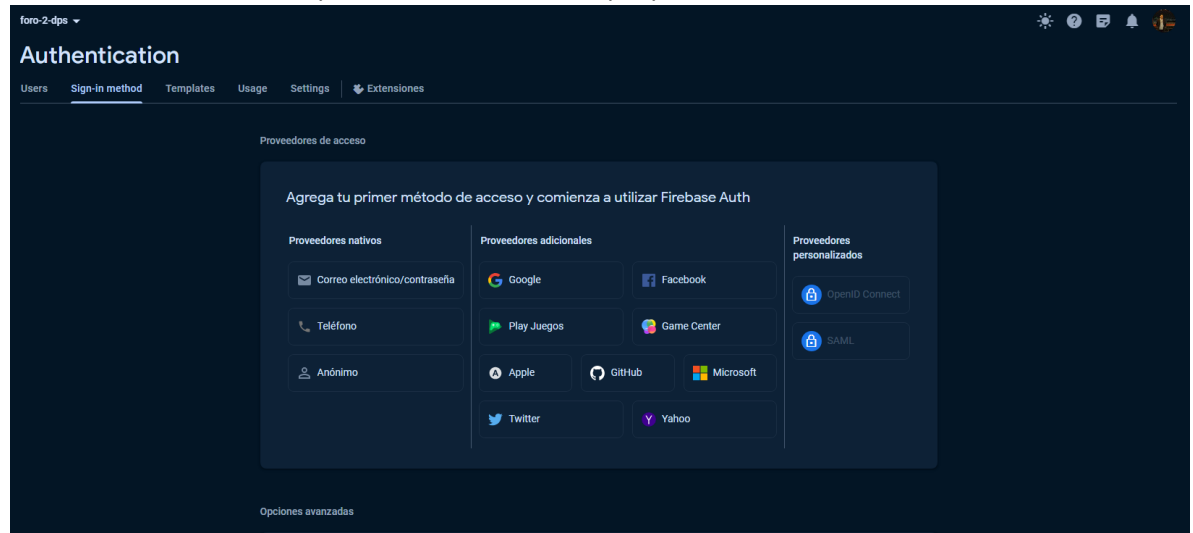 foro-2-dps
Authentication
Users Sign-in method Templates Usage Settings Extensiones
Proveedores de acceso
Agrega tu primer método de acceso y comienza a utilizar Firebase Auth
Proveedores nativos
Correo electrónico/contraseña
Teléfono
Anónimo
Proveedores adicionales
Google Facebook
Play Juegos Game Center
Apple GitHub Microsoft
Twitter Yahoo
Proveedores
personalizados
OpenID Connect
SAML
Opciones avanzadas